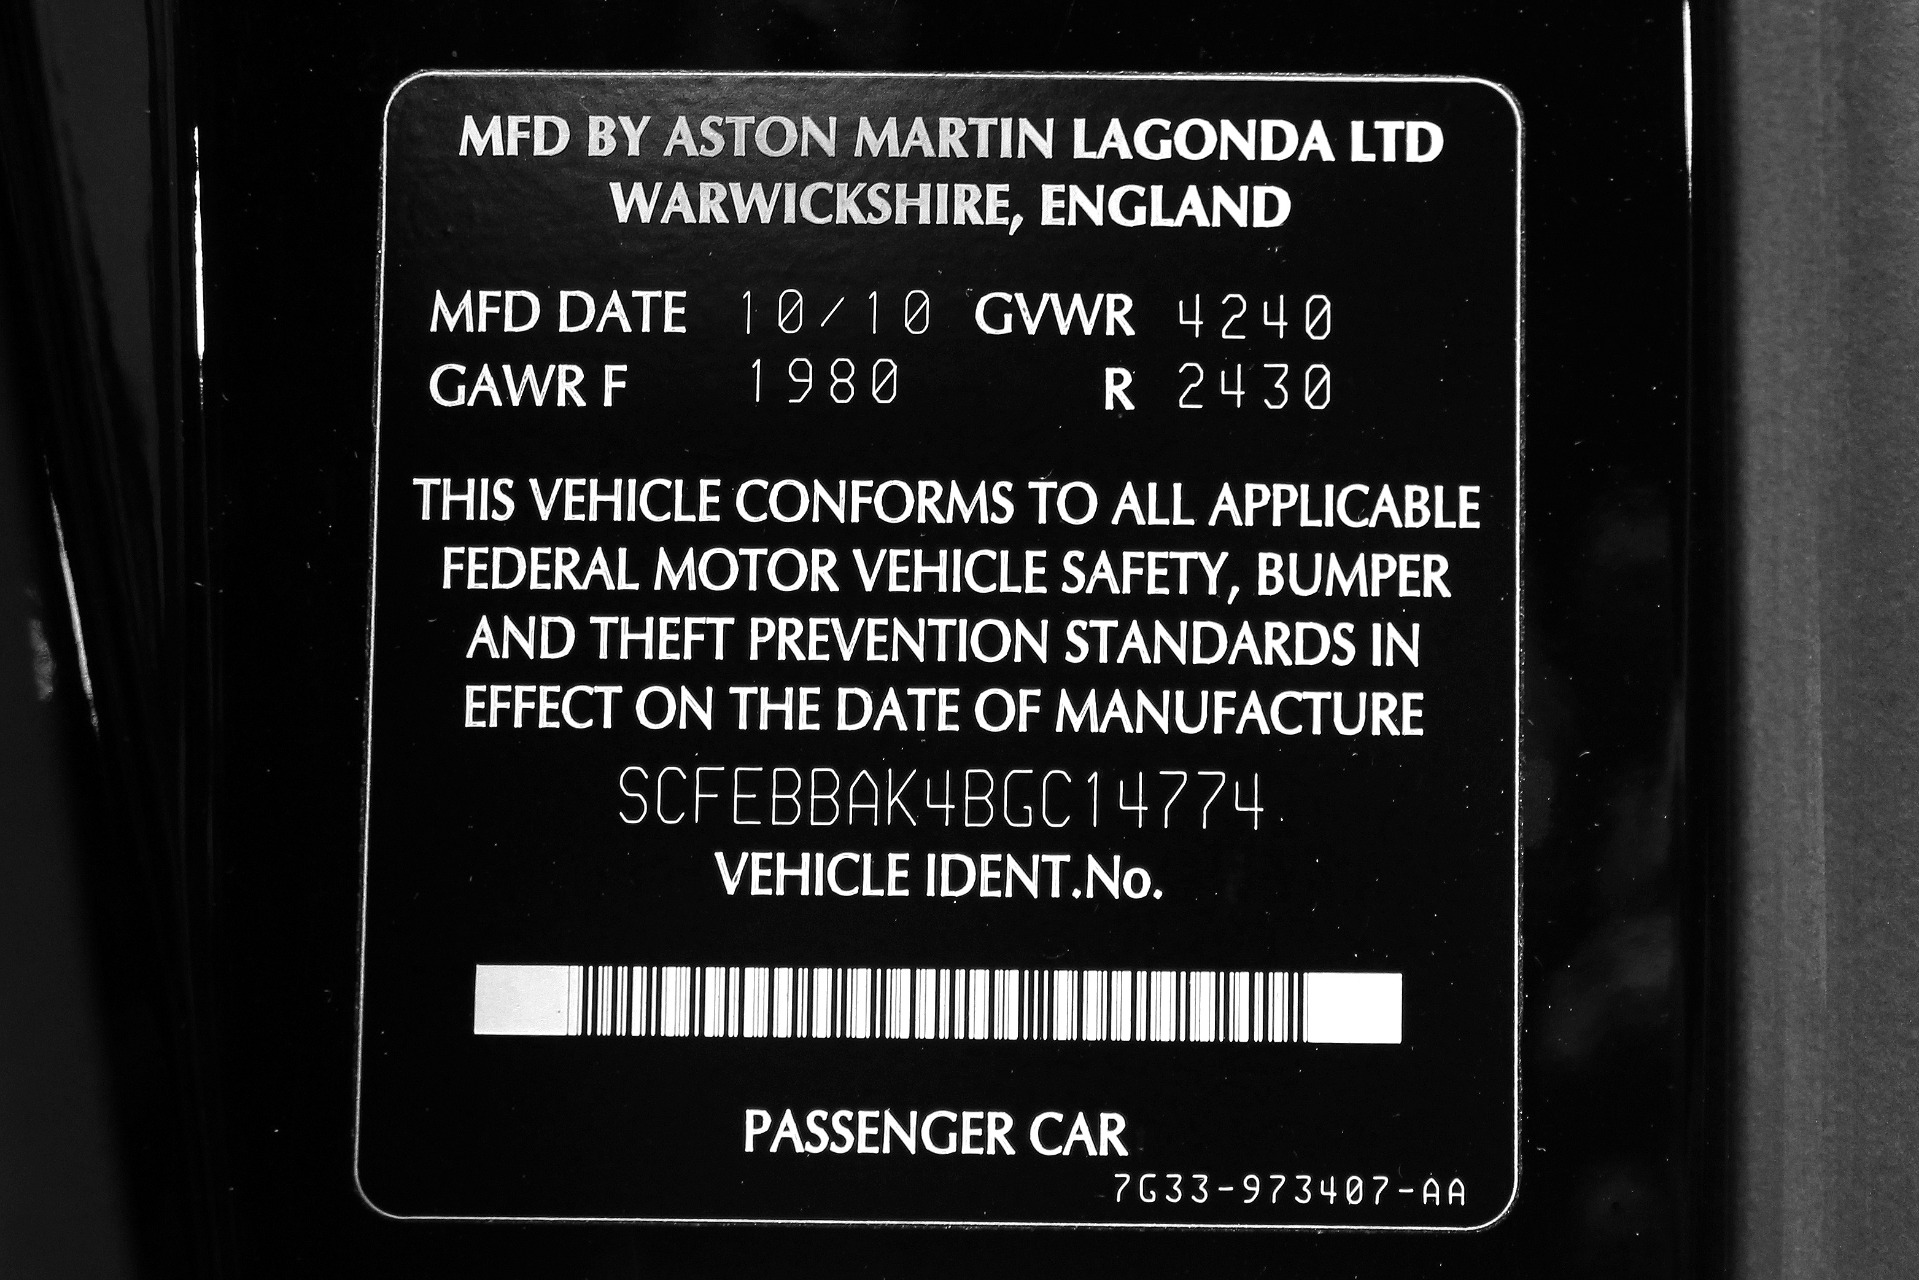 MFD BY ASTON MARTIN LAGONDA LTD
WARWICKSHIRE, ENGLAND
MFD DATE 10/10 GVWR 4240
GAWR F 1980 R 2430
THIS VEHICLE CONFORMS TO ALL APPLICABLE
FEDERAL MOTOR VEHICLE SAFETY, BUMPER
AND THEFT PREVENTION STANDARDS IN
EFFECT ON THE DATE OF MANUFACTURE
SCFEBBAK4BGC14774
VEHICLE IDENT.No.
PASSENGER CAR
7G33-973407-AA